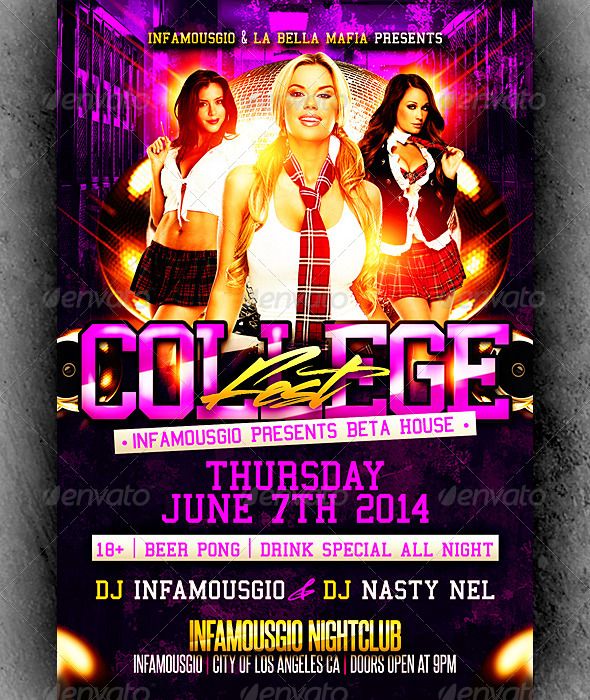 INFAMOUSGIO & LA BELLA MAFIA PRESENTS
COLLEGE
Fest
• INFAMOUSGIO PRESENTS BETA HOUSE •
THURSDAY
JUNE 7TH 2014
18+ | BEER PONG | DRINK SPECIAL ALL NIGHT
DJ INFAMOUSGIO & DJ NASTY NEL
INFAMOUSGIO NIGHTCLUB
INFAMOUSGIO | CITY OF LOS ANGELES CA | DOORS OPEN AT 9PM
envato